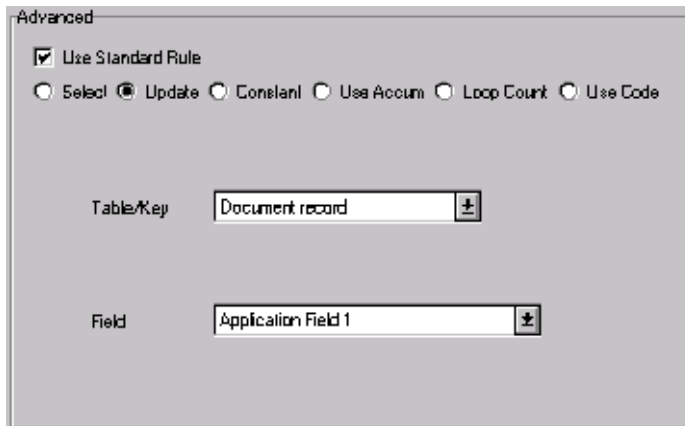 Advanced
Use Standard Rule
Select Update Constant Use Accum Loop Count Use Code
Table/Key Document record
Field Application Field 1